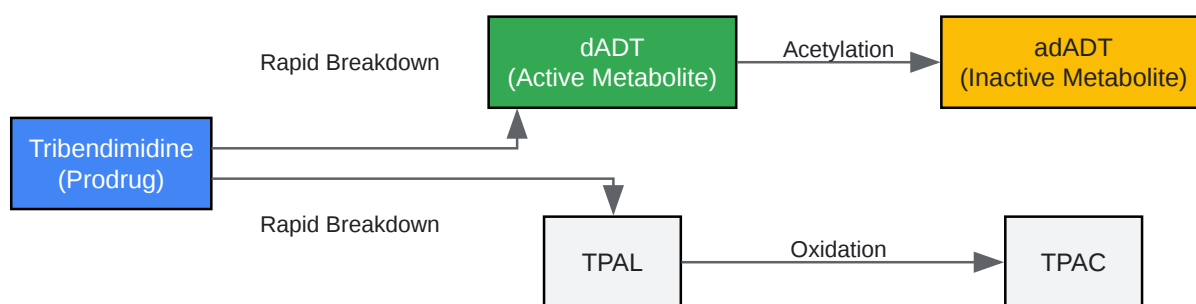 Rapid Breakdown
dADT
(Active Metabolite)
Acetylation
adADT
(Inactive Metabolite)
Tribendimidine
(Prodrug)
Rapid Breakdown
TPAL
Oxidation
TPAC